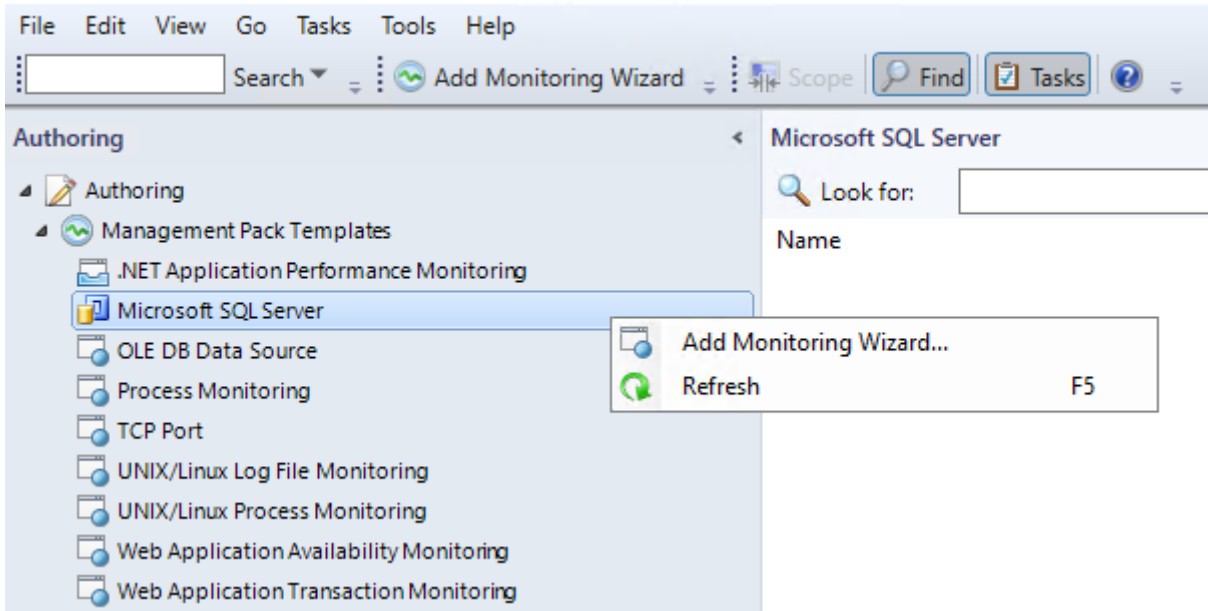 File Edit View Go Tasks Tools Help
Search Add Monitoring Wizard Scope Find Tasks
Authoring
Microsoft SQL Server
Authoring
Look for:
Management Pack Templates
Name
.NET Application Performance Monitoring
Microsoft SQL Server
Add Monitoring Wizard...
OLE DB Data Source
Refresh F5
Process Monitoring
TCP Port
UNIX/Linux Log File Monitoring
UNIX/Linux Process Monitoring
Web Application Availability Monitoring
Web Application Transaction Monitoring